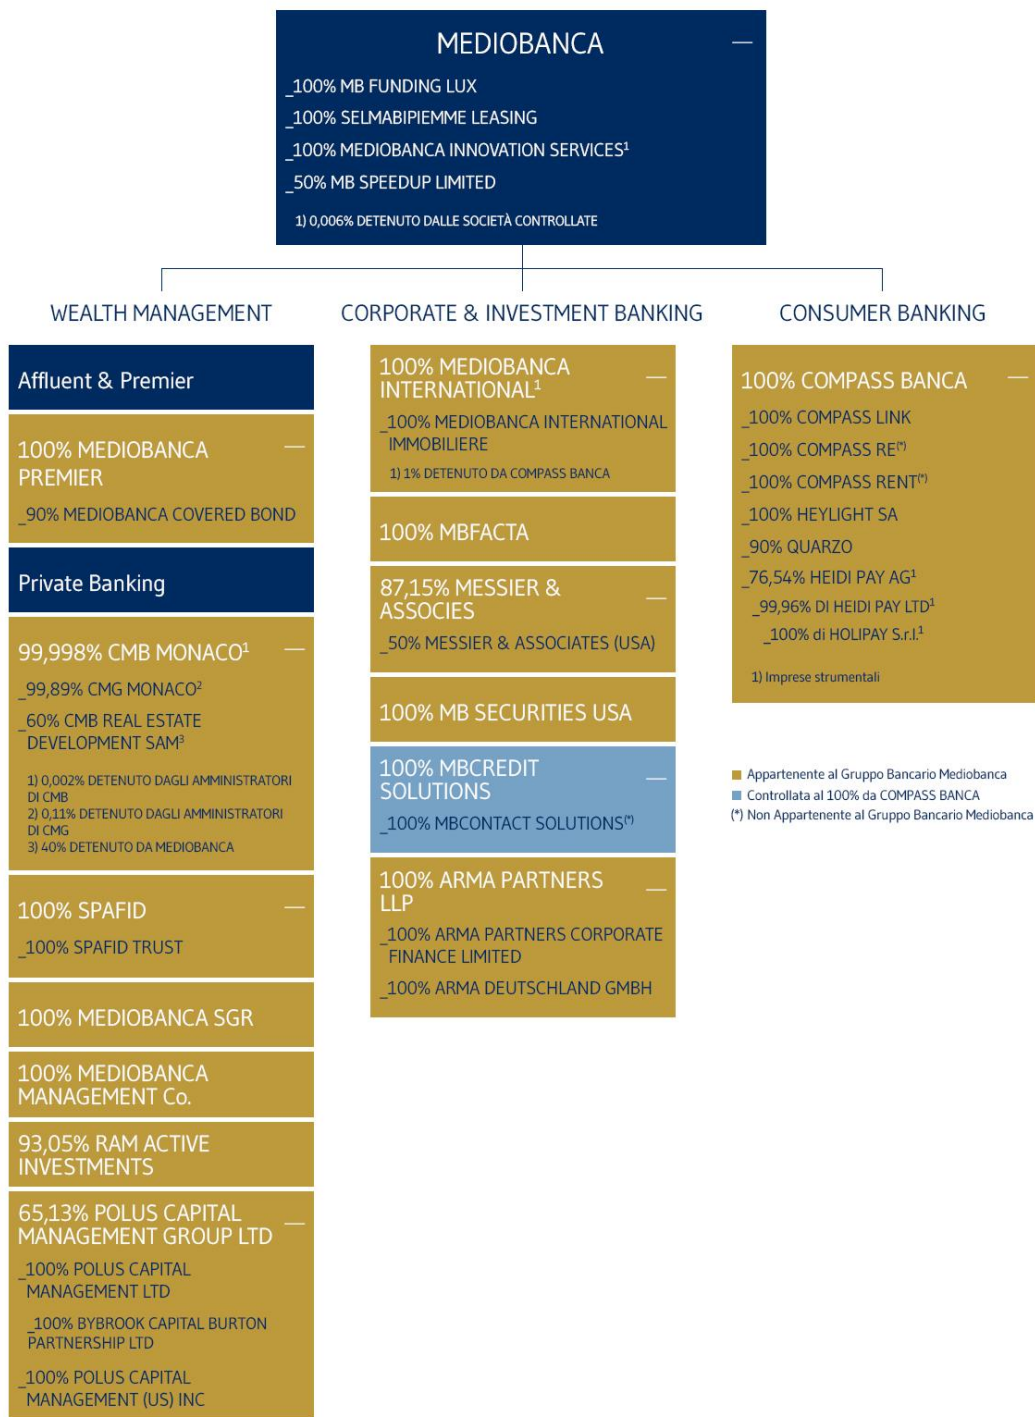 MEDIOBANCA
_100% MB FUNDING LUX
_100% SELMABIPIEMME LEASING
_100% MEDIOBANCA INNOVATION SERVICES¹
_50% MB SPEEDUP LIMITED
1) 0,006% DETENUTO DALLE SOCIETÀ CONTROLLATE
WEALTH MANAGEMENT
Affluent & Premier
100% MEDIOBANCA
PREMIER
_90% MEDIOBANCA COVERED BOND
Private Banking
99,998% CMB MONACO¹
_99,89% CMG MONACO²
_60% CMB REAL ESTATE
DEVELOPMENT SAM³
1) 0,002% DETENUTO DAGLI AMMINISTRATORI
DI CMB
2) 0,11% DETENUTO DAGLI AMMINISTRATORI
DI CMG
3) 40% DETENUTO DA MEDIOBANCA
100% SPAFID
_100% SPAFID TRUST
100% MEDIOBANCA SGR
100% MEDIOBANCA
MANAGEMENT Co.
93,05% RAM ACTIVE
INVESTMENTS
65,13% POLUS CAPITAL
MANAGEMENT GROUP LTD
_100% POLUS CAPITAL
MANAGEMENT LTD
_100% BYBROOK CAPITAL BURTON
PARTNERSHIP LTD
_100% POLUS CAPITAL
MANAGEMENT (US) INC
CORPORATE & INVESTMENT BANKING
100% MEDIOBANCA
INTERNATIONAL¹
_100% MEDIOBANCA INTERNATIONAL
IMMOBILIERE
1) 1% DETENUTO DA COMPASS BANCA
100% MBFACTA
87,15% MESSIER &
ASSOCIES
_50% MESSIER & ASSOCIATES (USA)
100% MB SECURITIES USA
100% MBCREDIT
SOLUTIONS
_100% MBCONTACT SOLUTIONS(*)
100% ARMA PARTNERS
LLP
_100% ARMA PARTNERS CORPORATE
FINANCE LIMITED
_100% ARMA DEUTSCHLAND GMBH
CONSUMER BANKING
100% COMPASS BANCA
_100% COMPASS LINK
_100% COMPASS RE(*)
_100% COMPASS RENT(*)
_100% HEYLIGHT SA
_90% QUARZO
_76,54% HEIDI PAY AG¹
_99,96% DI HEIDI PAY LTD¹
_100% di HOLIPAY S.r.l.¹
1) Imprese strumentali
Appartenente al Gruppo Bancario Mediobanca
Controllata al 100% da COMPASS BANCA
(*) Non Appartenente al Gruppo Bancario Mediobanca